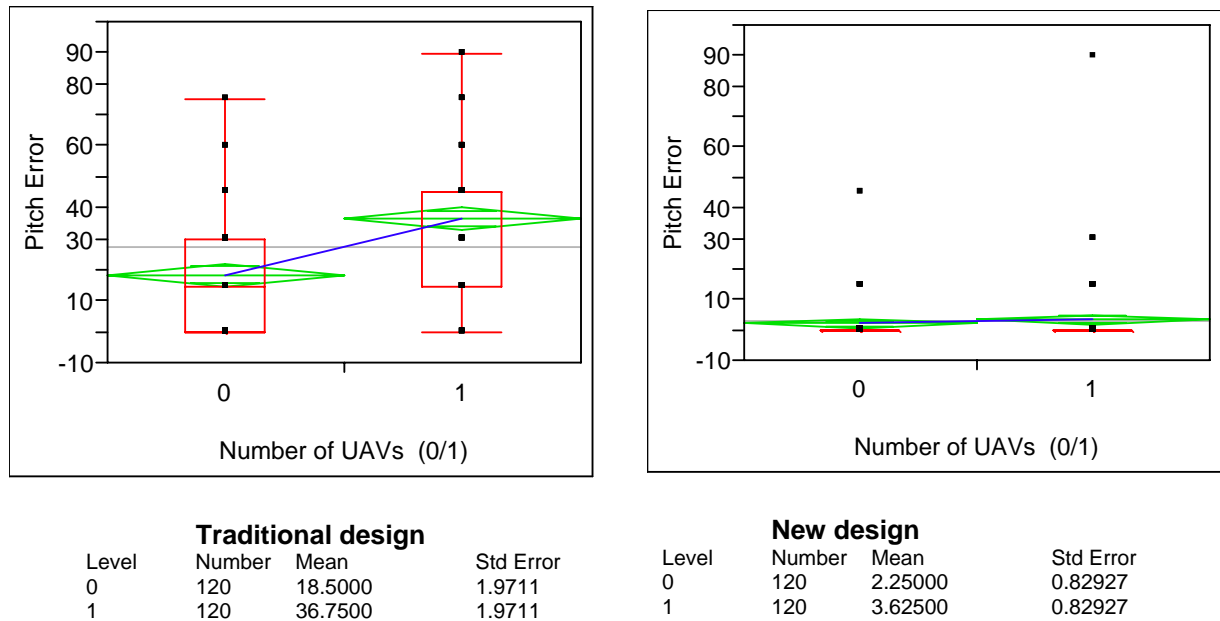 90
80
60
40
30
10
-10
Pitch Error
0 1
Number of UAVs (0/1)
90
80
60
40
30
10
-10
Pitch Error
0 1
Number of UAVs (0/1)
Traditional design
Level Number Mean Std Error
0 120 18.5000 1.9711
1 120 36.7500 1.9711
New design
Level Number Mean Std Error
0 120 2.25000 0.82927
1 120 3.62500 0.82927